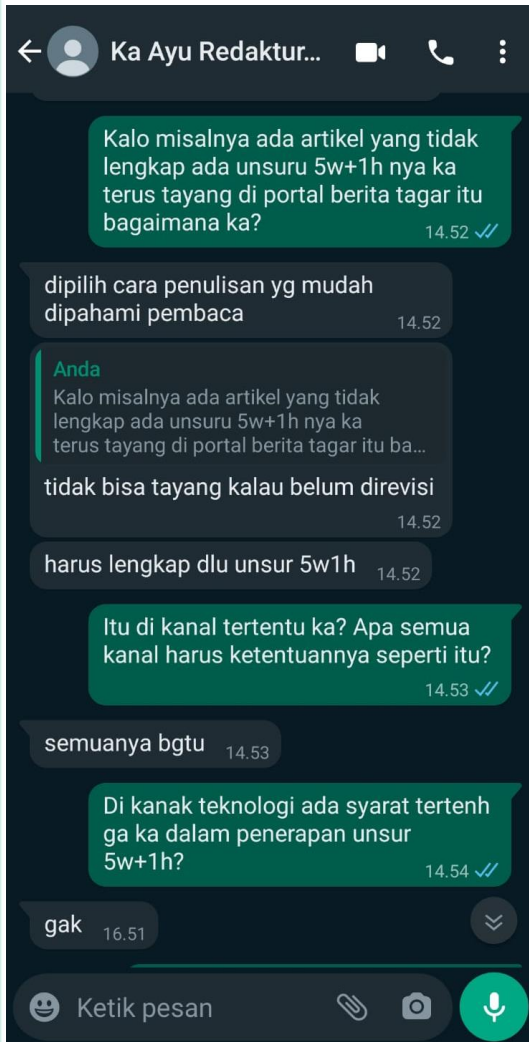 Ka Ayu Redaktur...
Kalo misalnya ada artikel yang tidak
lengkap ada unsuru 5w+1h nya ka
terus tayang di portal berita tagar itu
bagaimana ka?
14.52
dipilih cara penulisan yg mudah
dipahami pembaca
14.52
Anda
Kalo misalnya ada artikel yang tidak
lengkap ada unsuru 5w+1h nya ka
terus tayang di portal berita tagar itu ba...
tidak bisa tayang kalau belum direvisi
14.52
harus lengkap dlu unsur 5w1h 14.52
Itu di kanal tertentu ka? Apa semua
kanal harus ketentuannya seperti itu?
14.53
semuanya bgtu 14.53
Di kanak teknologi ada syarat tertenh
ga ka dalam penerapan unsur
5w+1h?
14.54
gak 16.51
Ketik pesan